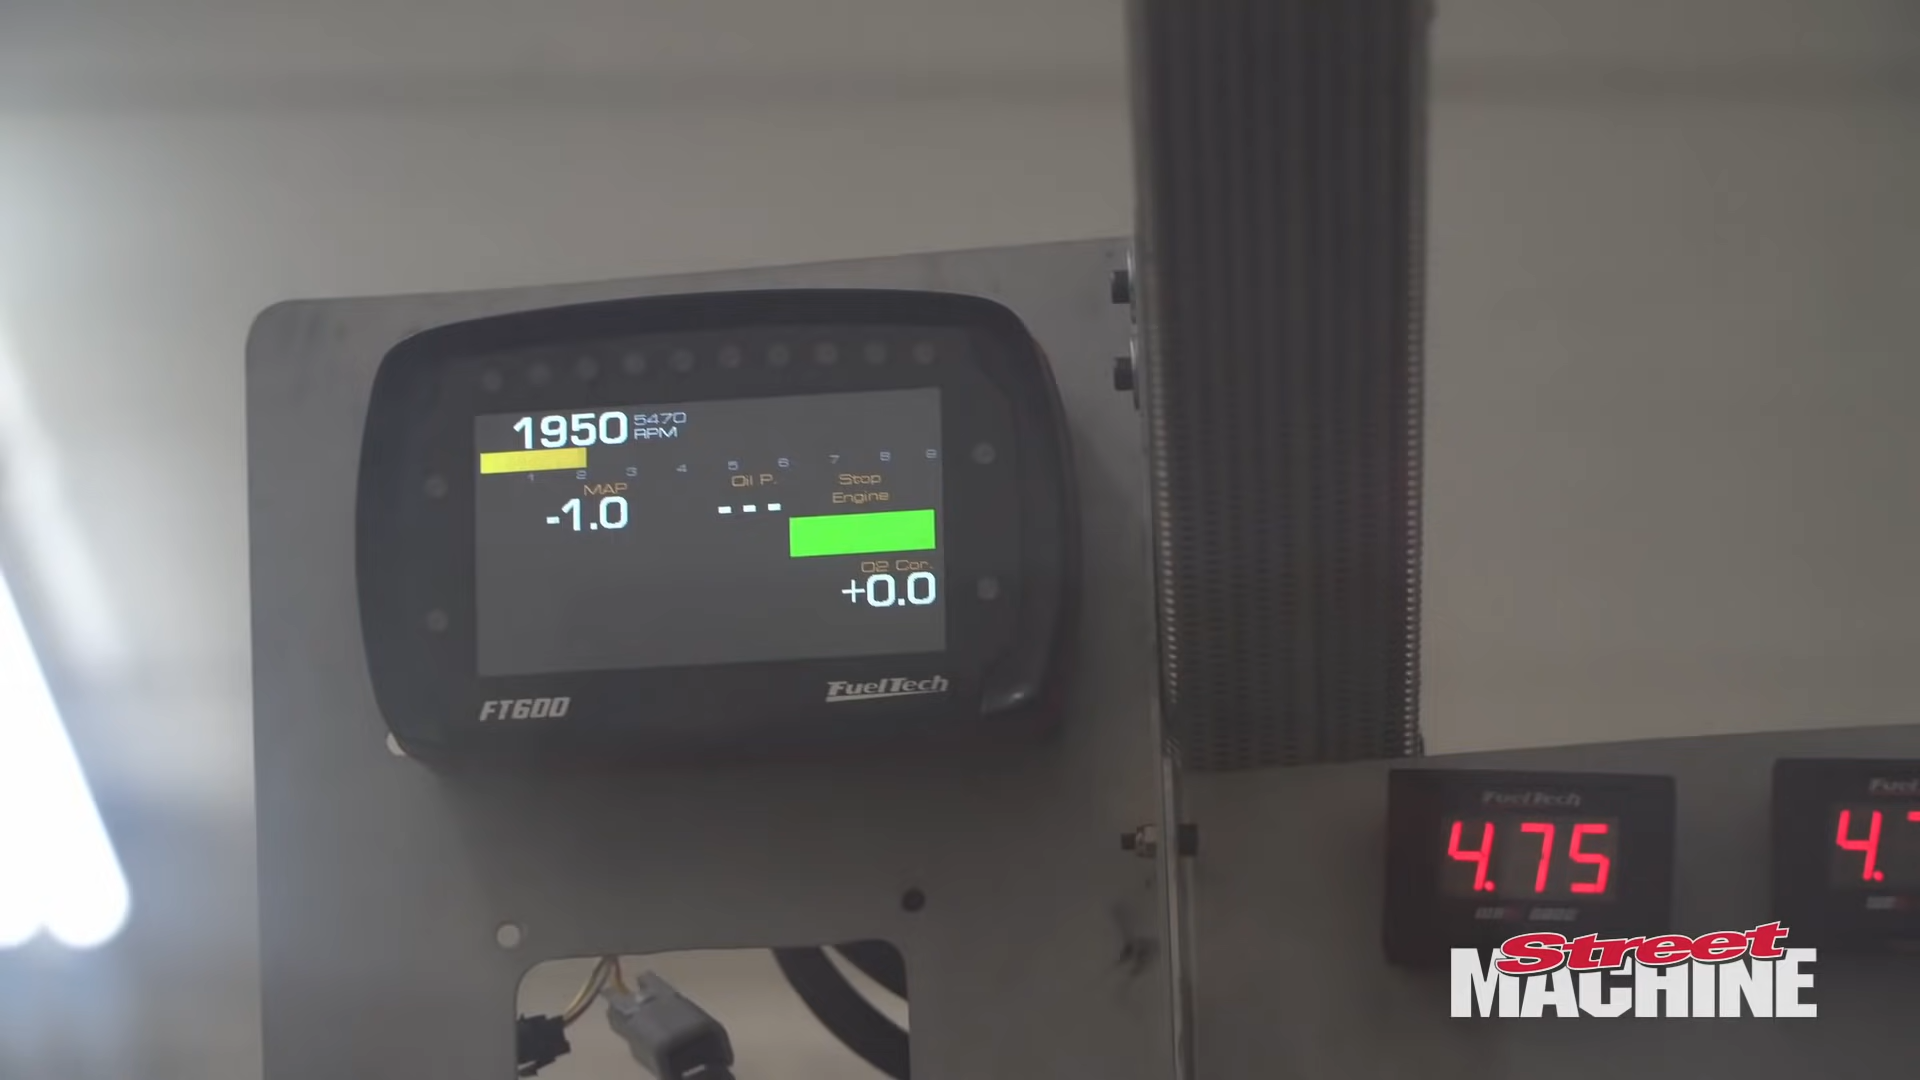 1950 5470
RPM
1 2 3 4 5 6 7 8 9
MAP
-1.0
Oil P.
---
Stop
Engine
O2 Cor.
+0.0
FT600
FuelTech
FuelTech
4.75
Street
MACHINE